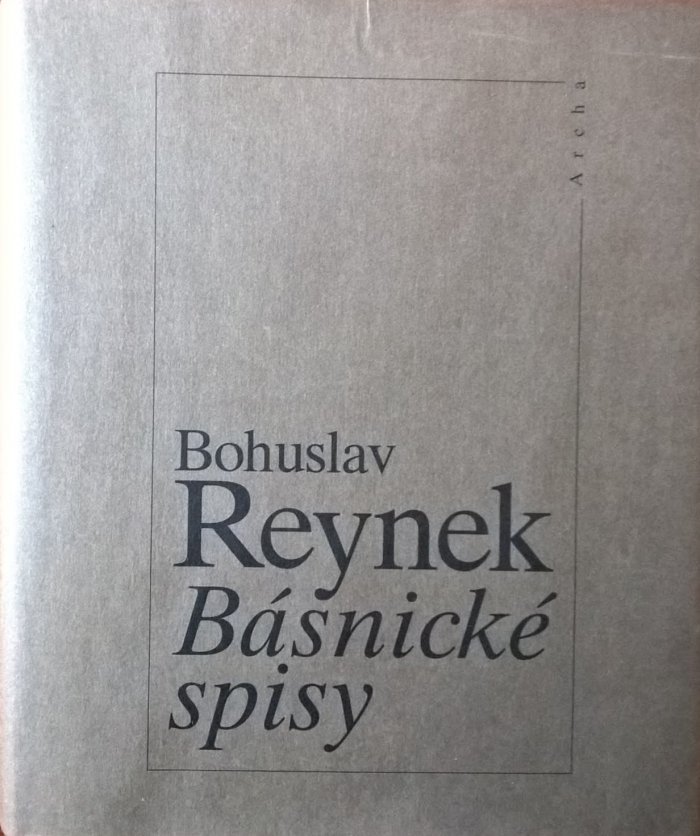 Archa
Bohuslav
Reynek
Básnické
spisy